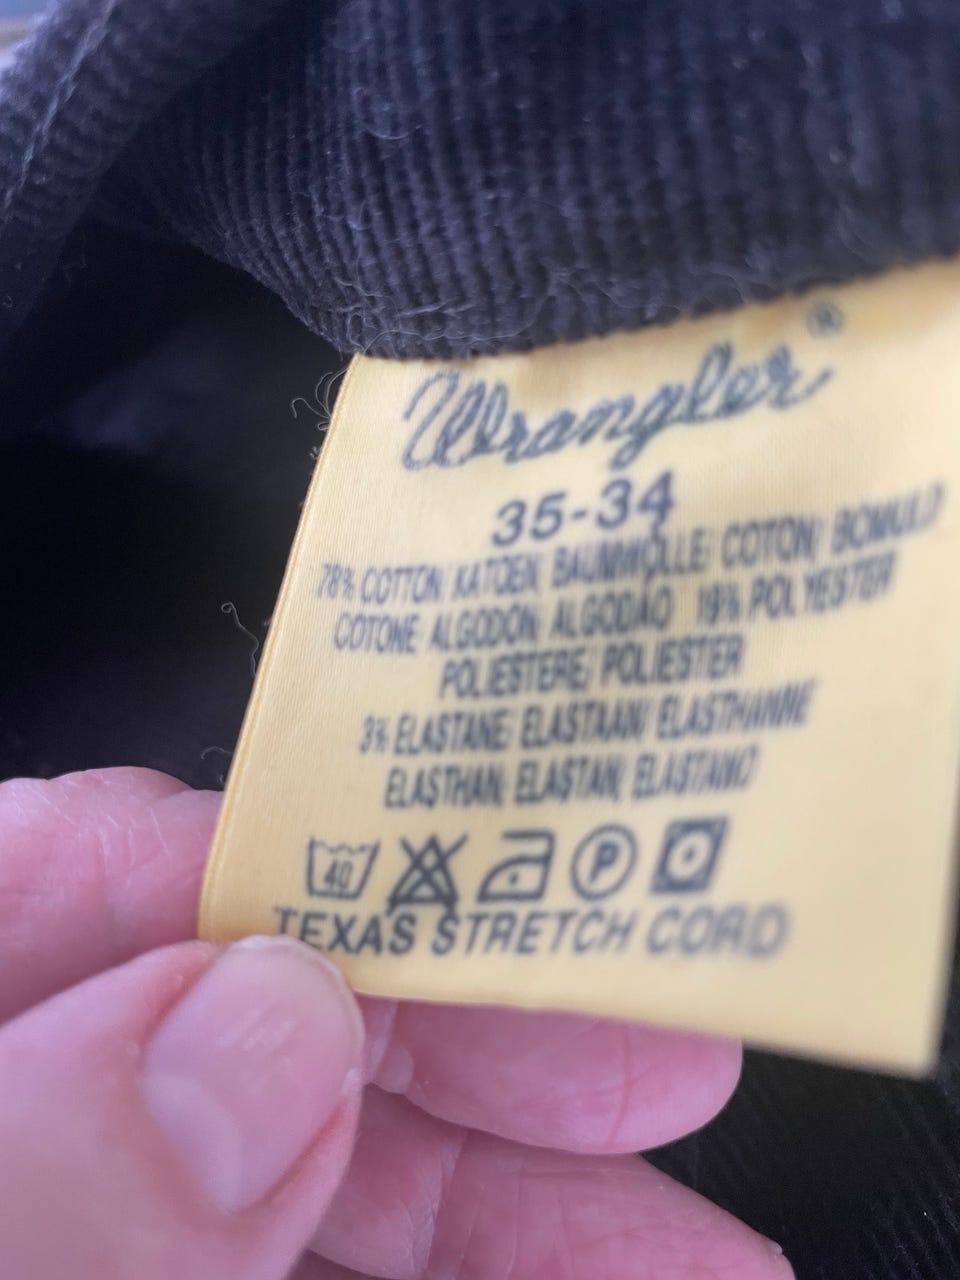 Wrangler®
35-34
78% COTTON/ KATOEN/ BAUMWOLLE/ COTON/ BOMULD
COTONE/ ALGODON/ ALGODÃO 19% POLYESTER
POLIESTERE/ POLIESTER
3% ELASTANE/ ELASTAAN/ ELASTHANNE
ELASTHAN/ ELASTAN/ ELASTANO
40 P
TEXAS STRETCH CORD